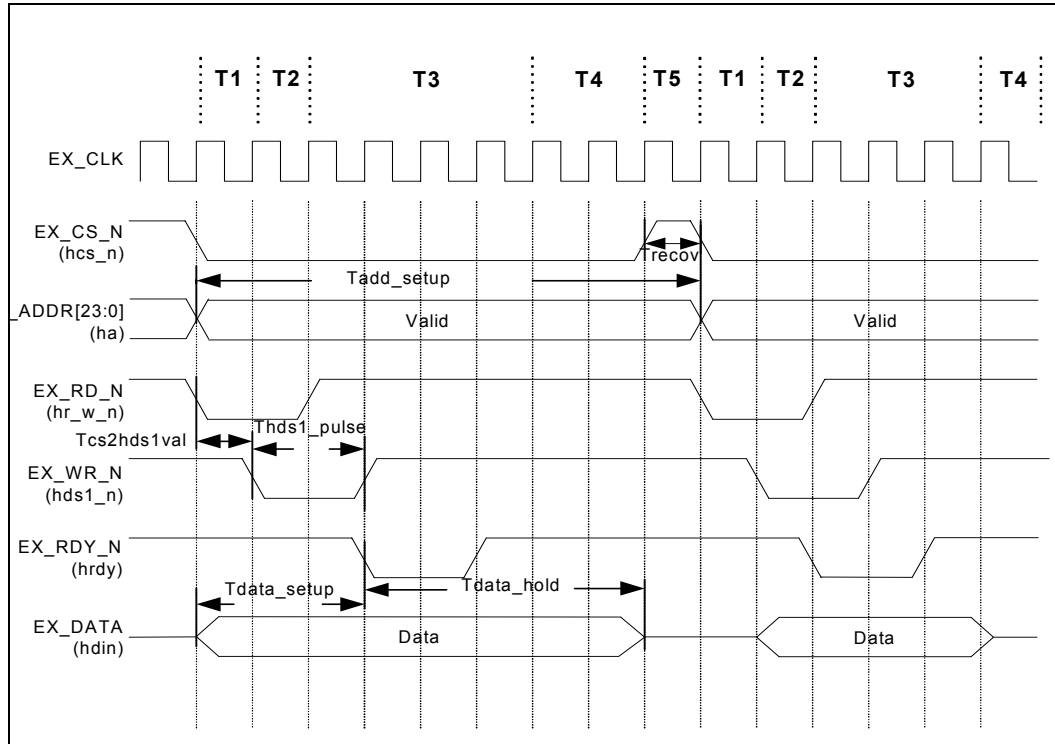 T1 T2 T3 T4 T5 T1 T2 T3 T4
EX_CLK
EX_CS_N
(hcs_n)
Trecov
Tadd_setup
_ADDR[23:0]
(ha)
Valid Valid
EX_RD_N
(hr_w_n)
Tcs2hds1val
Thds1_pulse
EX_WR_N
(hds1_n)
EX_RDY_N
(hrdy)
Tdata_setup
Tdata_hold
EX_DATA
(hdin)
Data Data